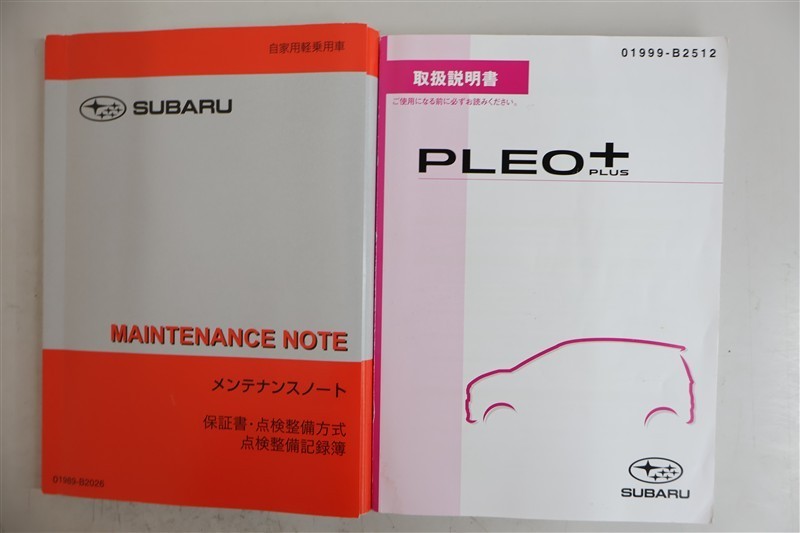 自家用軽乗用車
SUBARU
MAINTENANCE NOTE
メンテナンスノート
保証書・点検整備方式
点検整備記録簿
01989-B2026
01999-B2512
取扱説明書
ご使用になる前に必ずお読みください。
PLEO+
PLUS
SUBARU